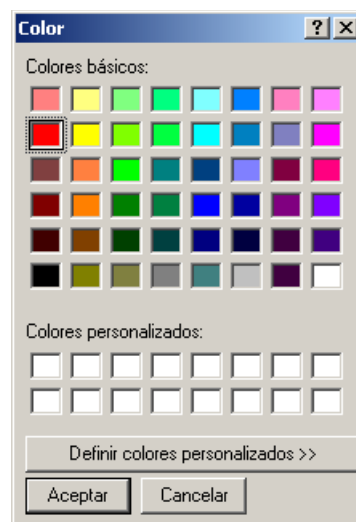 Color
Colores básicos:
Colores personalizados:
Definir colores personalizados >>
Aceptar Cancelar